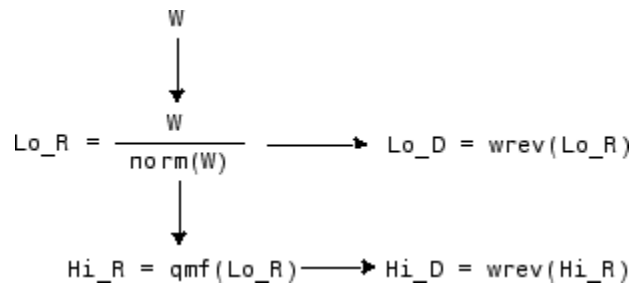 W
W
Lo_R = norm(W)
Lo_D = wrev(Lo_R)
Hi_R = qmf(Lo_R)
Hi_D = wrev(Hi_R)